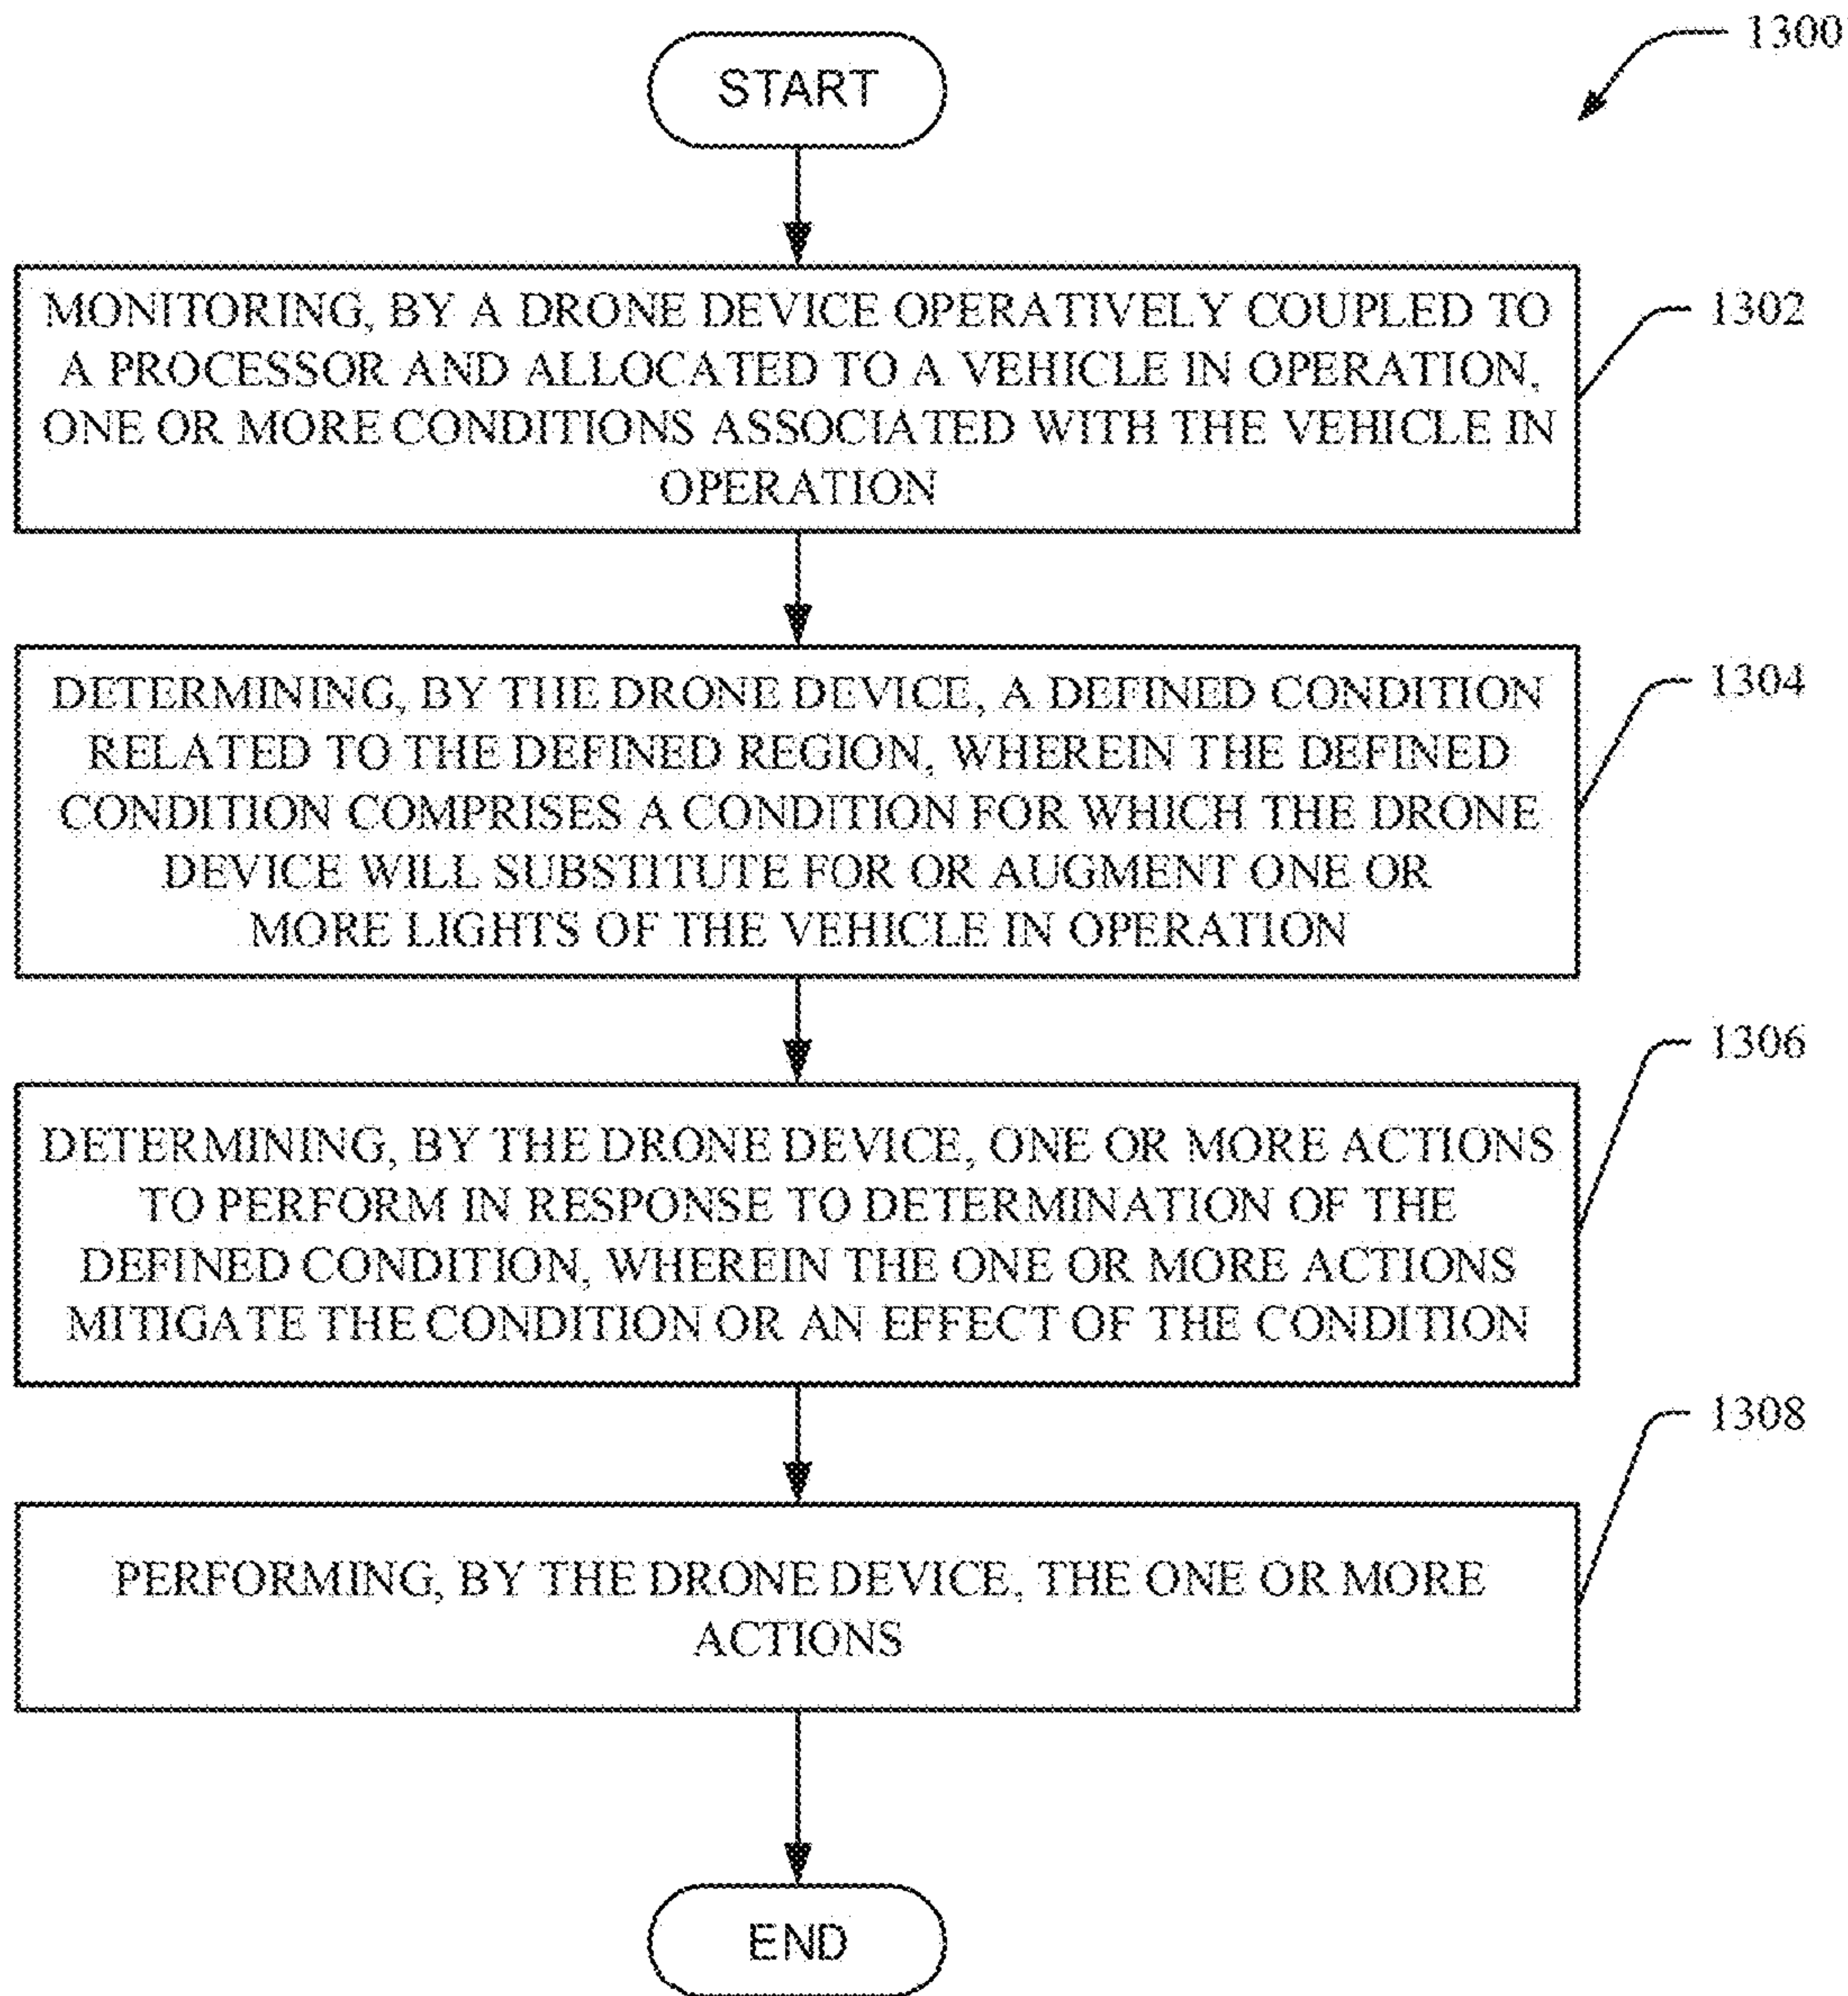 1300
START
MONITORING, BY A DRONE DEVICE OPERATIVELY COUPLED TO
A PROCESSOR AND ALLOCATED TO A VEHICLE IN OPERATION,
ONE OR MORE CONDITIONS ASSOCIATED WITH THE VEHICLE IN
OPERATION
1302
DETERMINING, BY THE DRONE DEVICE, A DEFINED CONDITION
RELATED TO THE DEFINED REGION, WHEREIN THE DEFINED
CONDITION COMPRISES A CONDITION FOR WHICH THE DRONE
DEVICE WILL SUBSTITUTE FOR OR AUGMENT ONE OR
MORE LIGHTS OF THE VEHICLE IN OPERATION
1304
DETERMINING, BY THE DRONE DEVICE, ONE OR MORE ACTIONS
TO PERFORM IN RESPONSE TO DETERMINATION OF THE
DEFINED CONDITION, WHEREIN THE ONE OR MORE ACTIONS
MITIGATE THE CONDITION OR AN EFFECT OF THE CONDITION
1306
PERFORMING, BY THE DRONE DEVICE, THE ONE OR MORE
ACTIONS
1308
END